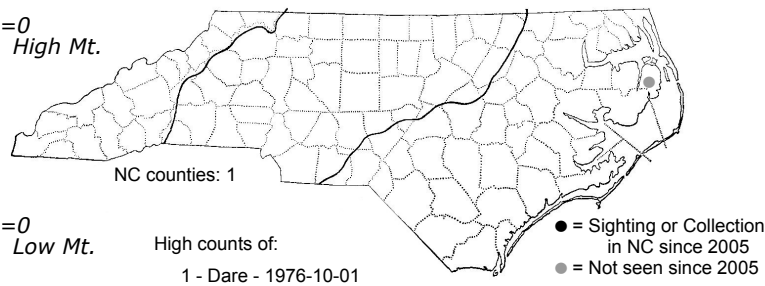 =0
High Mt.
NC counties: 1
=0
Low Mt.
High counts of:
1 - Dare - 1976-10-01
● = Sighting or Collection
in NC since 2005
● = Not seen since 2005